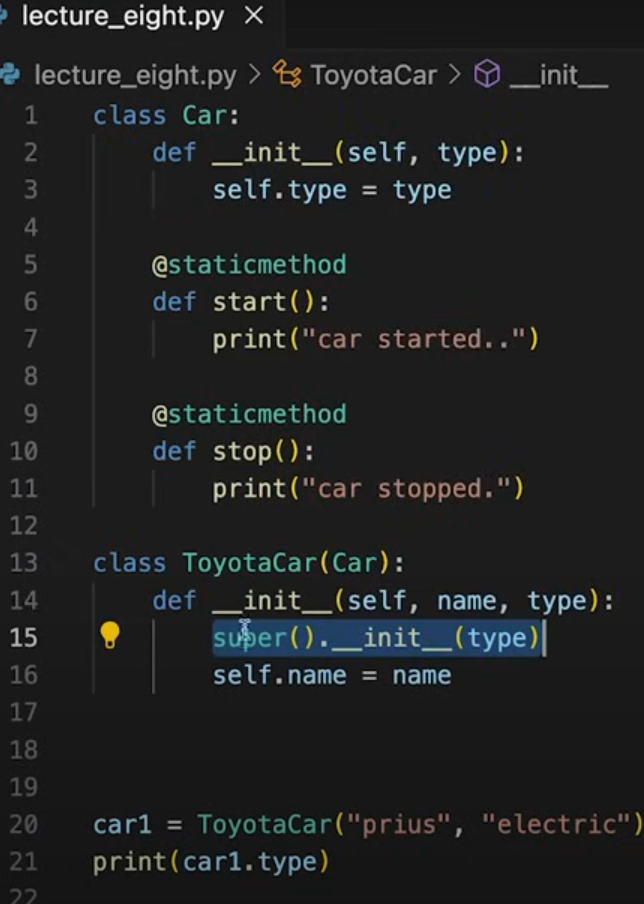 lecture_eight.py ×
lecture_eight.py > ToyotaCar > __init__
1 class Car:
2     def __init__(self, type):
3         self.type = type
4
5     @staticmethod
6     def start():
7         print("car started..")
8
9     @staticmethod
10     def stop():
11         print("car stopped.")
12
13 class ToyotaCar(Car):
14     def __init__(self, name, type):
15         super().__init__(type)
16         self.name = name
17
18
19
20 car1 = ToyotaCar("prius", "electric")
21 print(car1.type)
22